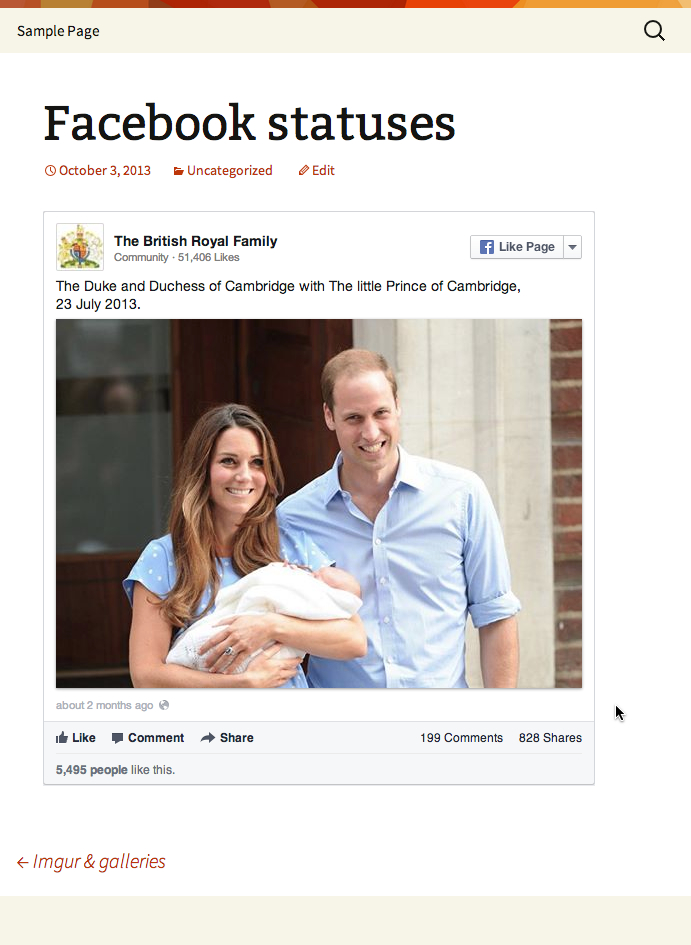 Sample Page
Facebook statuses
October 3, 2013 Uncategorized Edit
The British Royal Family
Community · 51,406 Likes
Like Page
The Duke and Duchess of Cambridge with The little Prince of Cambridge,
23 July 2013.
about 2 months ago
Like Comment Share 199 Comments 828 Shares
5,495 people like this.
← Imgur & galleries